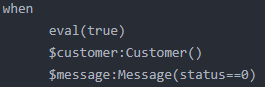 when
eval(true)
$customer:Customer()
$message:Message(status==0)